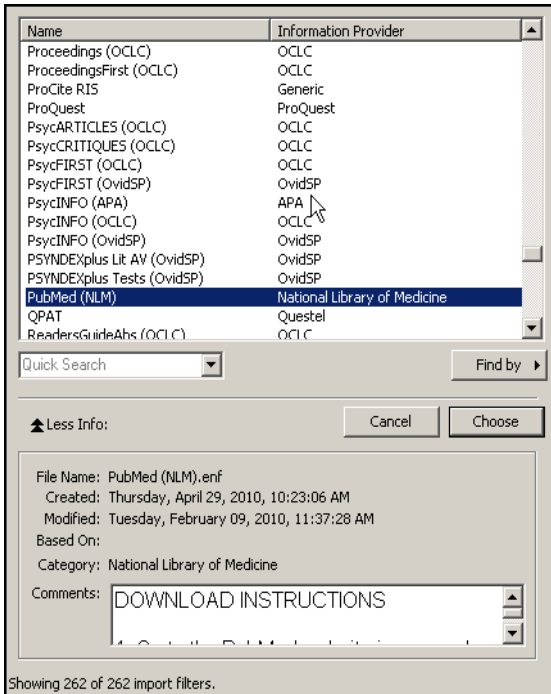 Name Information Provider
Proceedings (OCLC) OCLC
ProceedingsFirst (OCLC) OCLC
ProCite RIS Generic
ProQuest ProQuest
PsycARTICLES (OCLC) OCLC
PsycCRITIQUES (OCLC) OCLC
PsycFIRST (OCLC) OCLC
PsycFIRST (OvidSP) OvidSP
PsycINFO (APA) APA
PsycINFO (OCLC) OCLC
PsycINFO (OvidSP) OvidSP
PSYNDEXplus Lit AV (OvidSP) OvidSP
PSYNDEXplus Tests (OvidSP) OvidSP
PubMed (NLM) National Library of Medicine
QPAT Questel
ReadersGuideAbs (OCLC) OCLC
Quick Search Find by
Less Info: Cancel Choose
File Name: PubMed (NLM).enf
Created: Thursday, April 29, 2010, 10:23:06 AM
Modified: Tuesday, February 09, 2010, 11:37:28 AM
Based On:
Category: National Library of Medicine
Comments: DOWNLOAD INSTRUCTIONS
Showing 262 of 262 import filters.